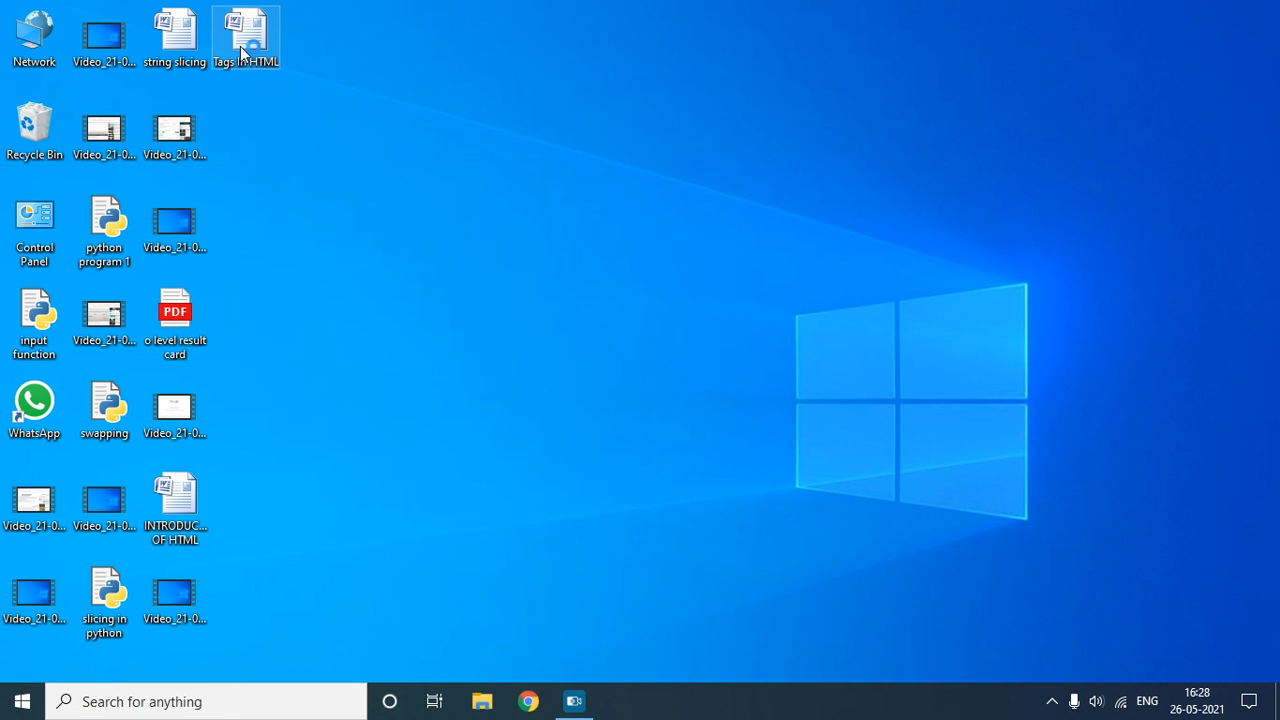 Network
Video_21-0...
string slicing
Tags in HTML
Recycle Bin
Video_21-0...
Video_21-0...
Control
Panel
python
program 1
Video_21-0...
input
function
Video_21-0...
PDF
o level result
card
WhatsApp
swapping
Video_21-0...
Video_21-0...
Video_21-0...
INTRODUC...
OF HTML
Video_21-0...
slicing in
python
Video_21-0...
Search for anything
ENG
16:28
26-05-2021